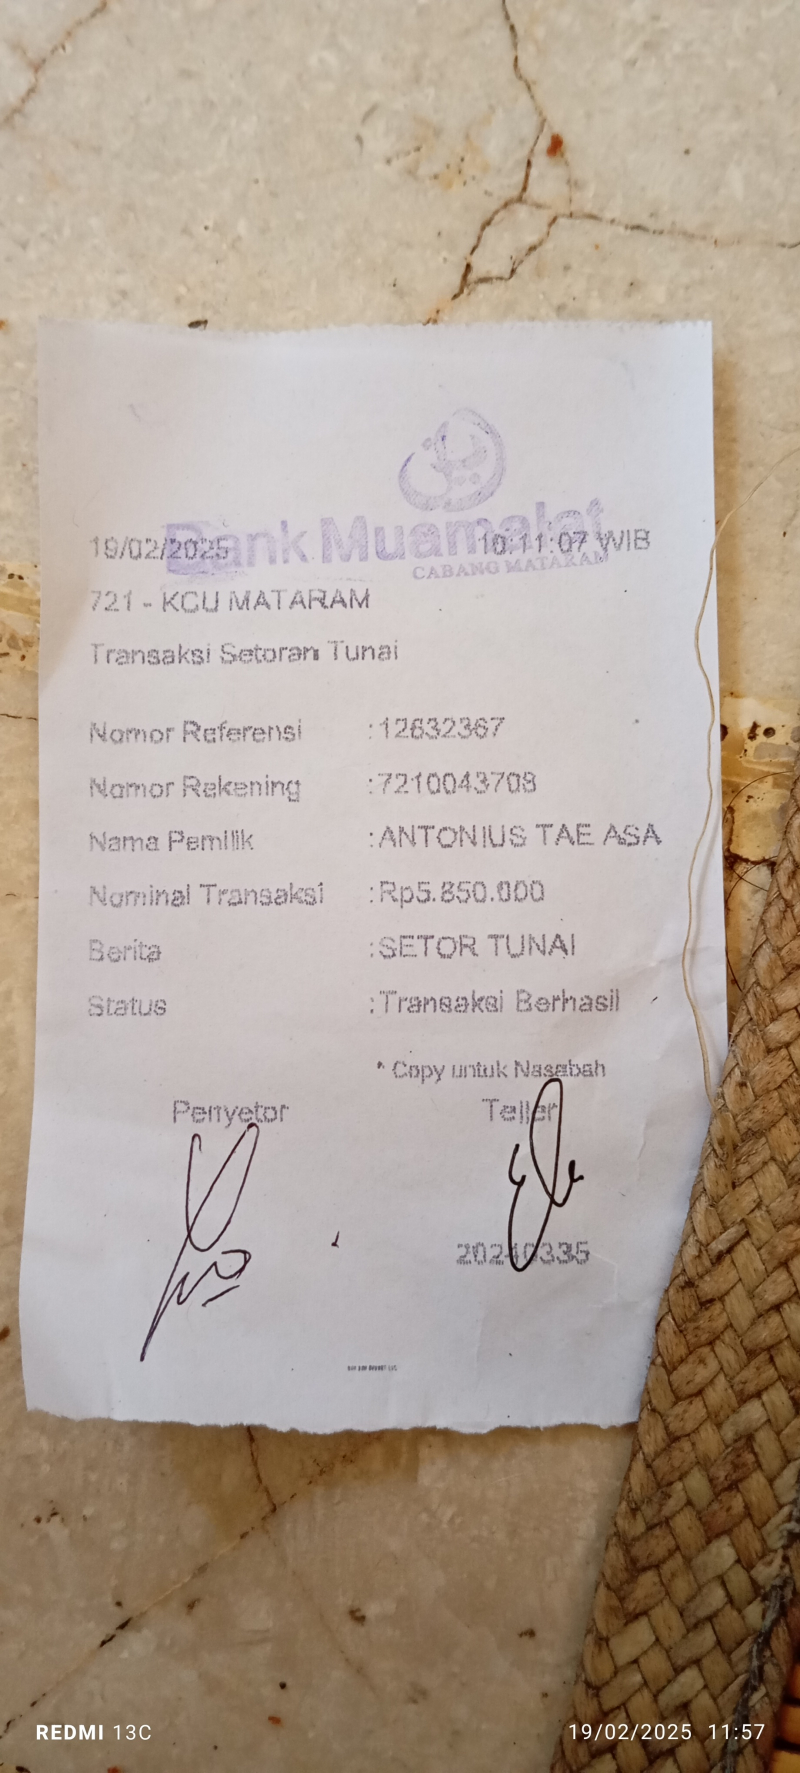 Bank Muamalat
CABANG MATARAM
19/02/2025 10:11:07 WIB
721 - KCU MATARAM
Transaksi Setoran Tunai
Nomor Referensi :12632367
Nomor Rekening :7210043708
Nama Pemilik :ANTONIUS TAE ASA
Nominal Transaksi :Rp5.850.000
Berita :SETOR TUNAI
Status :Transaksi Berhasil
* Copy untuk Nasabah
Penyetor Teller
20240335
REDMI 13C 19/02/2025 11:57